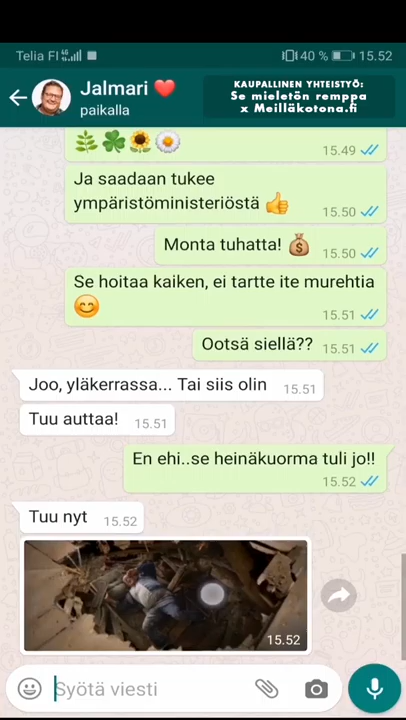 Telia FI 40 % 15.52
Jalmari
paikalla
KAUPALLINEN YHTEISTYÖ:
Se mieletön remppa
x Meilläkotona.fi
15.49
Ja saadaan tukee
ympäristöministeriöstä
15.50
Monta tuhatta!
15.50
Se hoitaa kaiken, ei tartte ite murehtia
15.51
Ootsä siellä??
15.51
Joo, yläkerrassa... Tai siis olin
15.51
Tuu auttaa!
15.51
En ehi..se heinäkuorma tuli jo!!
15.52
Tuu nyt
15.52
15.52
Syötä viesti